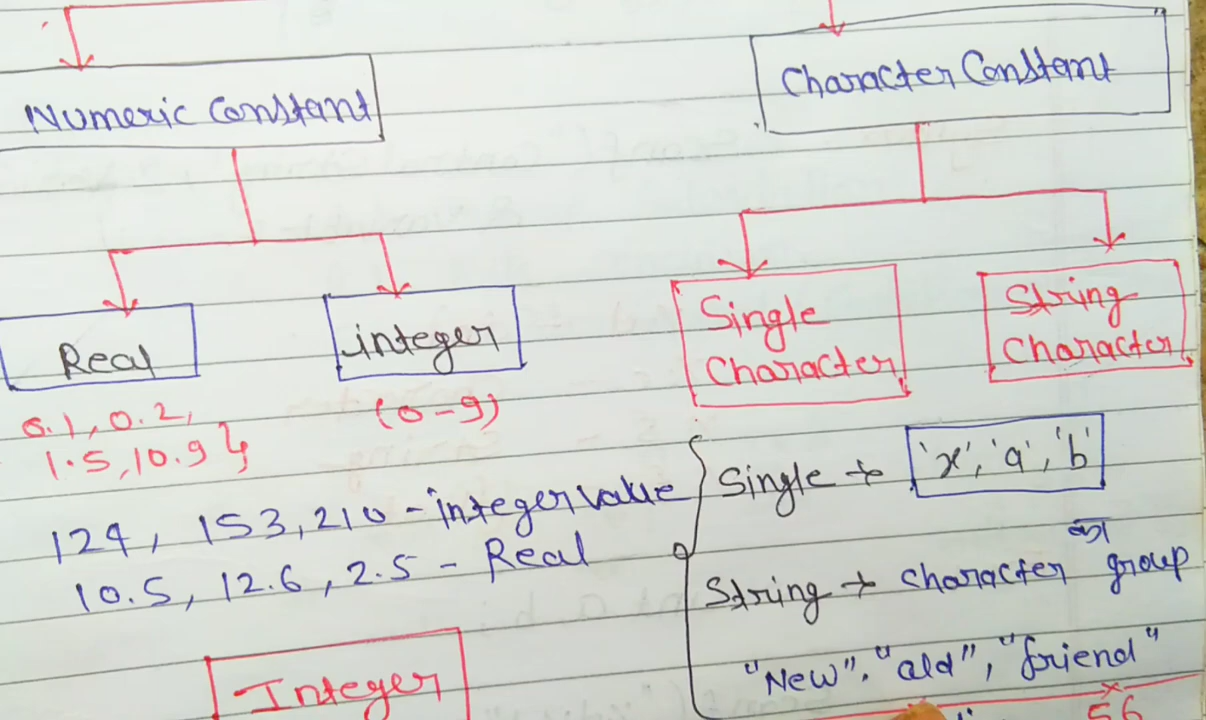 Numeric Constant
Character Constant
Real
integer
Single
Character
String
Character
0.1, 0.2,
1.5, 10.9 }
(0-9)
124, 153, 210 - integer value
10.5, 12.6, 2.5 - Real
Single → 'x', 'a', 'b'
String → character का group
"New". "ald", "friend"
Integer
56